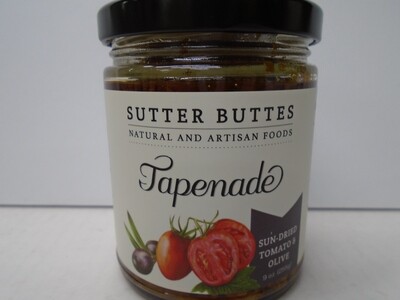 SUTTER BUTTES
NATURAL AND ARTISAN FOODS
Tapenade
SUN-DRIED
TOMATO &
OLIVE